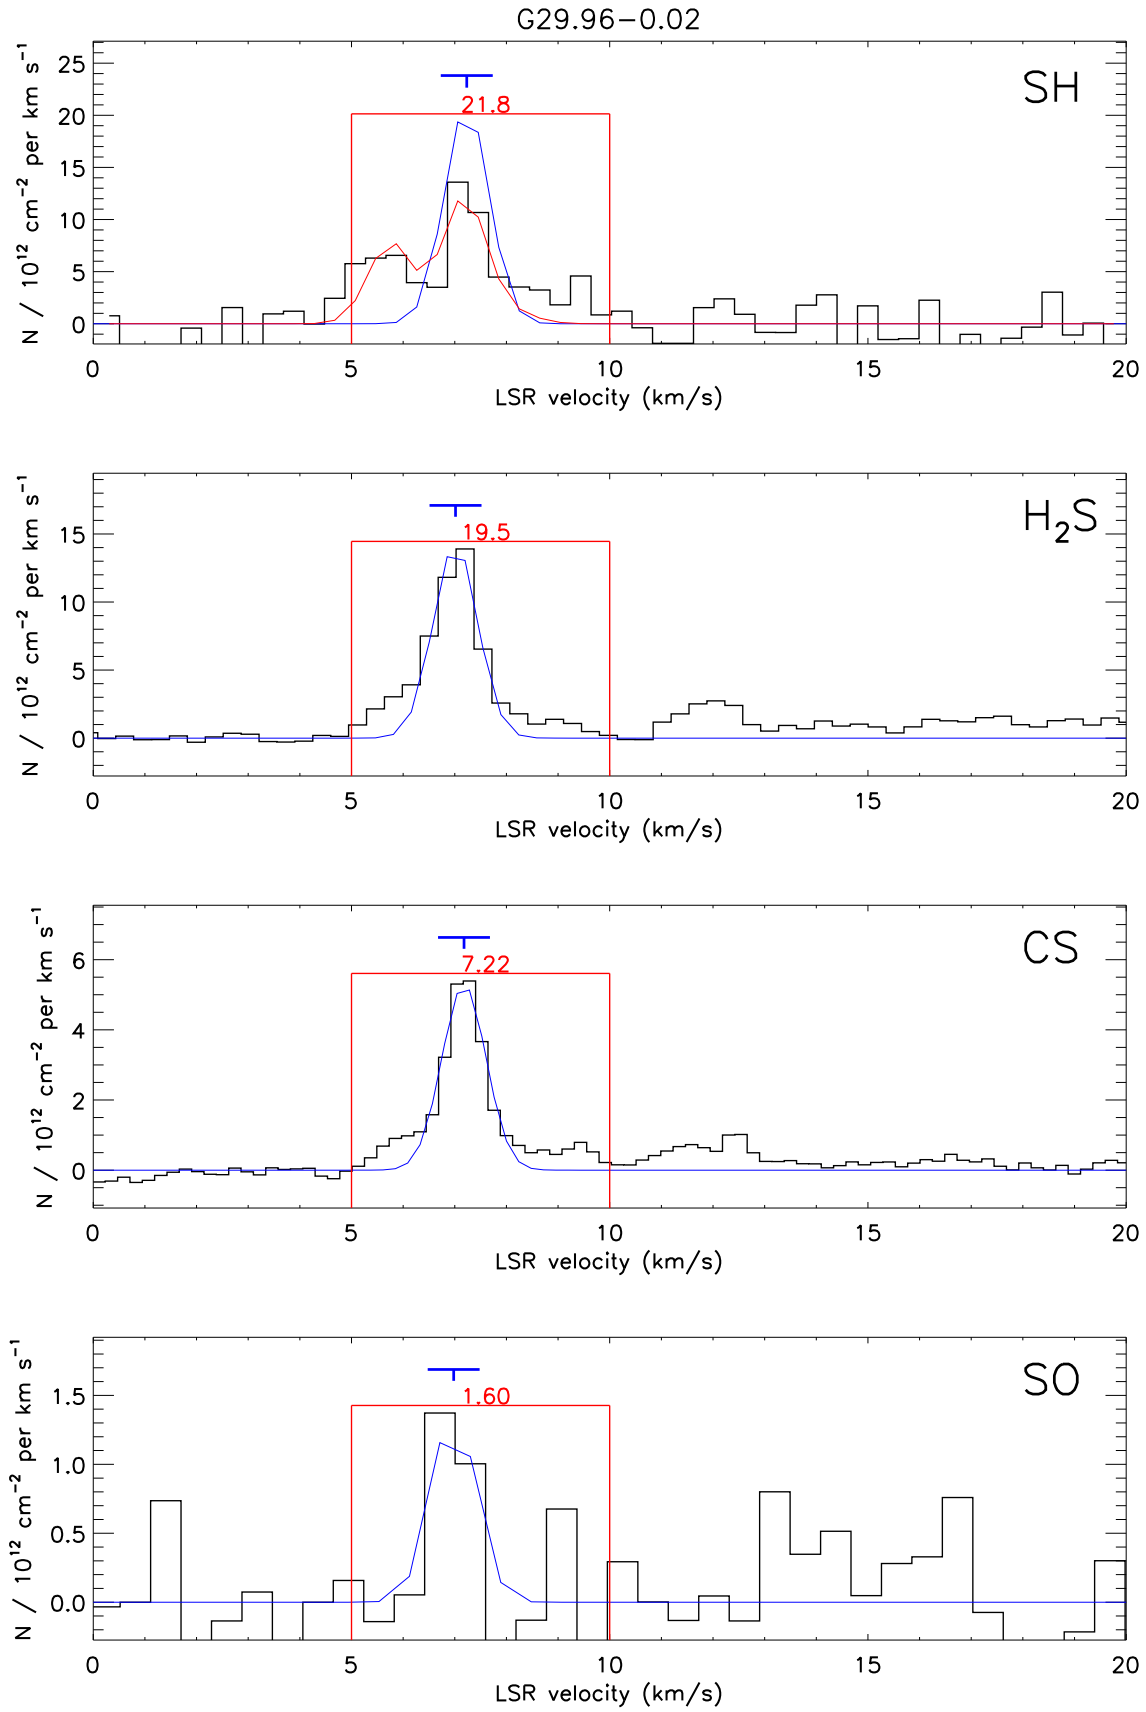 G29.96−0.02
SH
21.8
25
20
15
10
5
0
N / 10¹² cm⁻² per km s⁻¹
0 5 10 15 20
LSR velocity (km/s)
H₂S
19.5
15
10
5
0
N / 10¹² cm⁻² per km s⁻¹
0 5 10 15 20
LSR velocity (km/s)
CS
7.22
6
4
2
0
N / 10¹² cm⁻² per km s⁻¹
0 5 10 15 20
LSR velocity (km/s)
SO
1.60
1.5
1.0
0.5
0.0
N / 10¹² cm⁻² per km s⁻¹
0 5 10 15 20
LSR velocity (km/s)